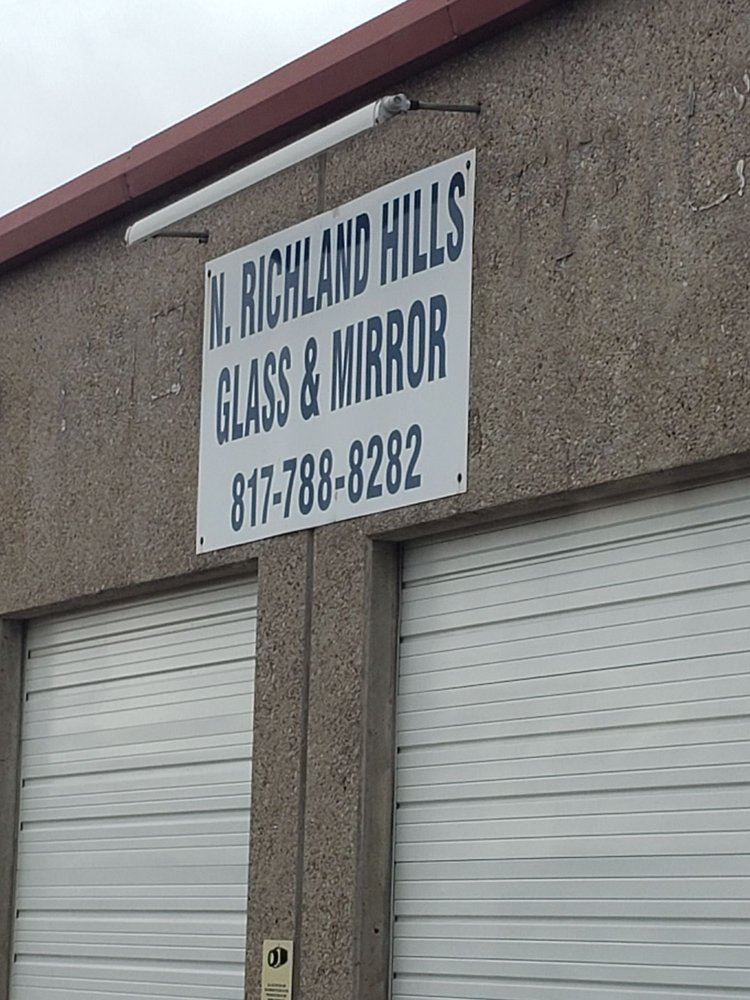 N. RICHLAND HILLS
GLASS & MIRROR
817-788-8282